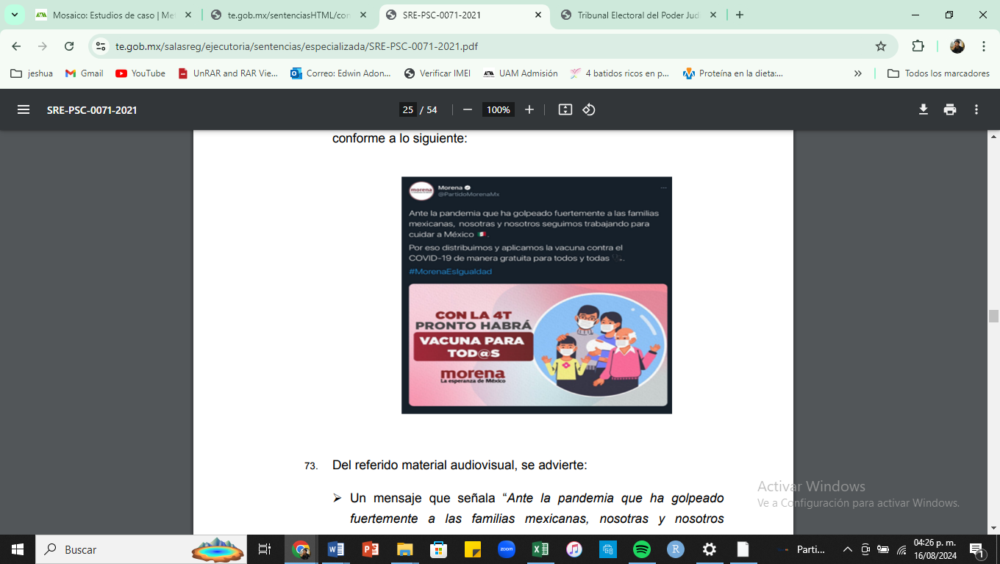 Mosaico: Estudios de caso | Met
te.gob.mx/sentenciasHTML/con
SRE-PSC-0071-2021
Tribunal Electoral del Poder Judi
te.gob.mx/salasreg/ejecutoria/sentencias/especializada/SRE-PSC-0071-2021.pdf
jeshua
Gmail
YouTube
UnRAR and RAR Vie...
Correo: Edwin Adon...
Verificar IMEI
UAM Admisión
4 batidos ricos en p...
Proteína en la dieta:...
Todos los marcadores
SRE-PSC-0071-2021
25 / 54
100%
conforme a lo siguiente:
morena
Morena
@PartidoMorenaMx
Ante la pandemia que ha golpeado fuertemente a las familias
mexicanas, nosotras y nosotros seguimos trabajando para
cuidar a México 🇲🇽.
Por eso distribuimos y aplicamos la vacuna contra el
COVID-19 de manera gratuita para todos y todas.
#MorenaEsIgualdad
CON LA 4T
PRONTO HABRÁ
VACUNA PARA
TOD@S
morena
La esperanza de México
73. Del referido material audiovisual, se advierte:
➢ Un mensaje que señala “Ante la pandemia que ha golpeado
fuertemente a las familias mexicanas, nosotras y nosotros
Activar Windows
Ve a Configuración para activar Windows.
Buscar
zoom
Parti...
04:26 p. m.
16/08/2024
1